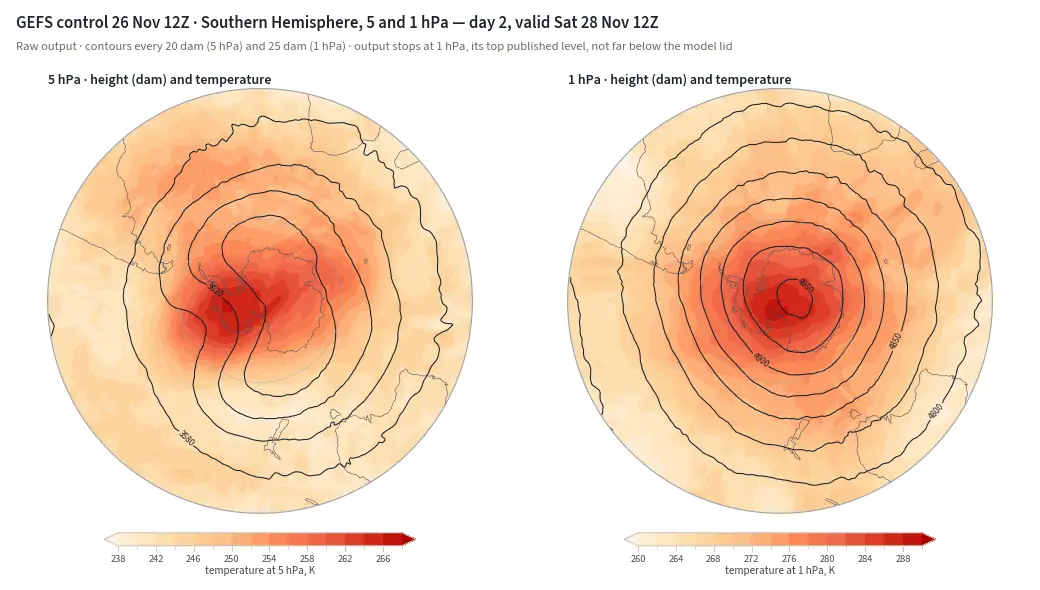 GEFS control 26 Nov 12Z · Southern Hemisphere, 5 and 1 hPa — day 2, valid Sat 28 Nov 12Z
Raw output · contours every 20 dam (5 hPa) and 25 dam (1 hPa) · output stops at 1 hPa, its top published level, not far below the model lid
5 hPa · height (dam) and temperature
1 hPa · height (dam) and temperature
3580
4950
4900
4850
4800
238 242 246 250 254 258 262 266
temperature at 5 hPa, K
260 264 268 272 276 280 284 288
temperature at 1 hPa, K